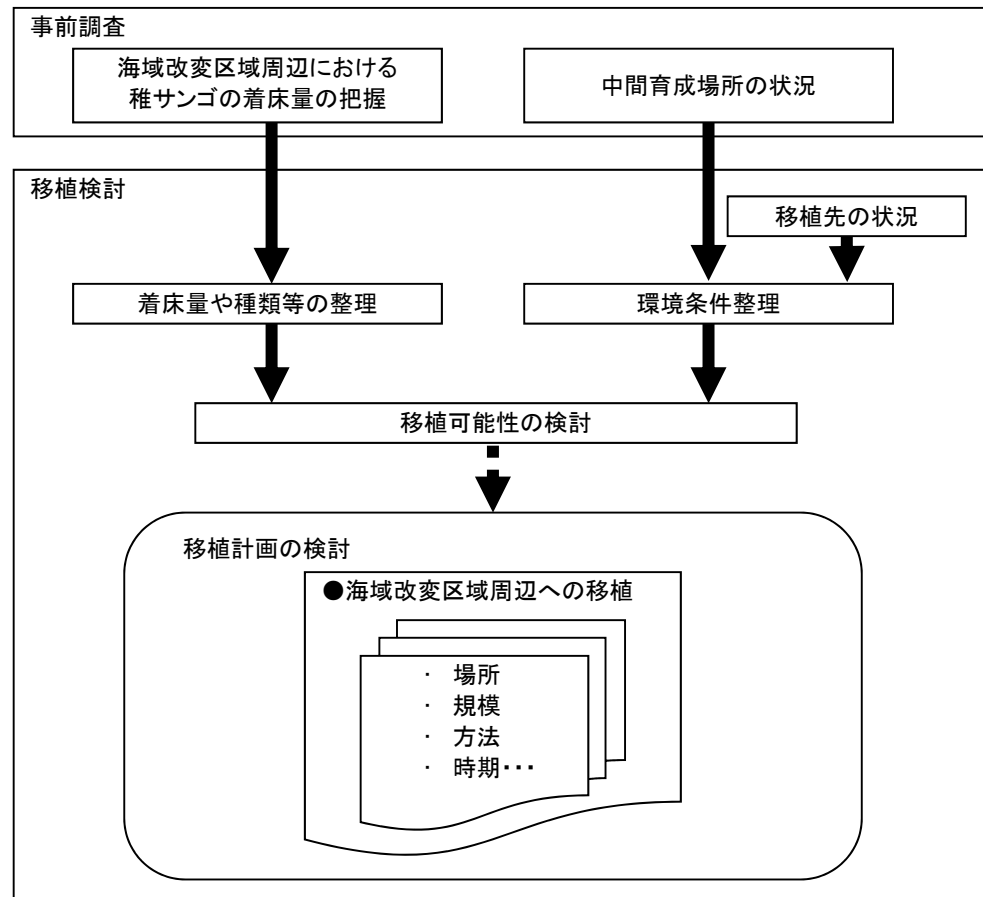 事前調査
海域改変区域周辺における
稚サンゴの着床量の把握
中間育成場所の状況
移植検討
移植先の状況
着床量や種類等の整理
環境条件整理
移植可能性の検討
移植計画の検討
●海域改変区域周辺への移植
・ 場所
・ 規模
・ 方法
・ 時期・・・